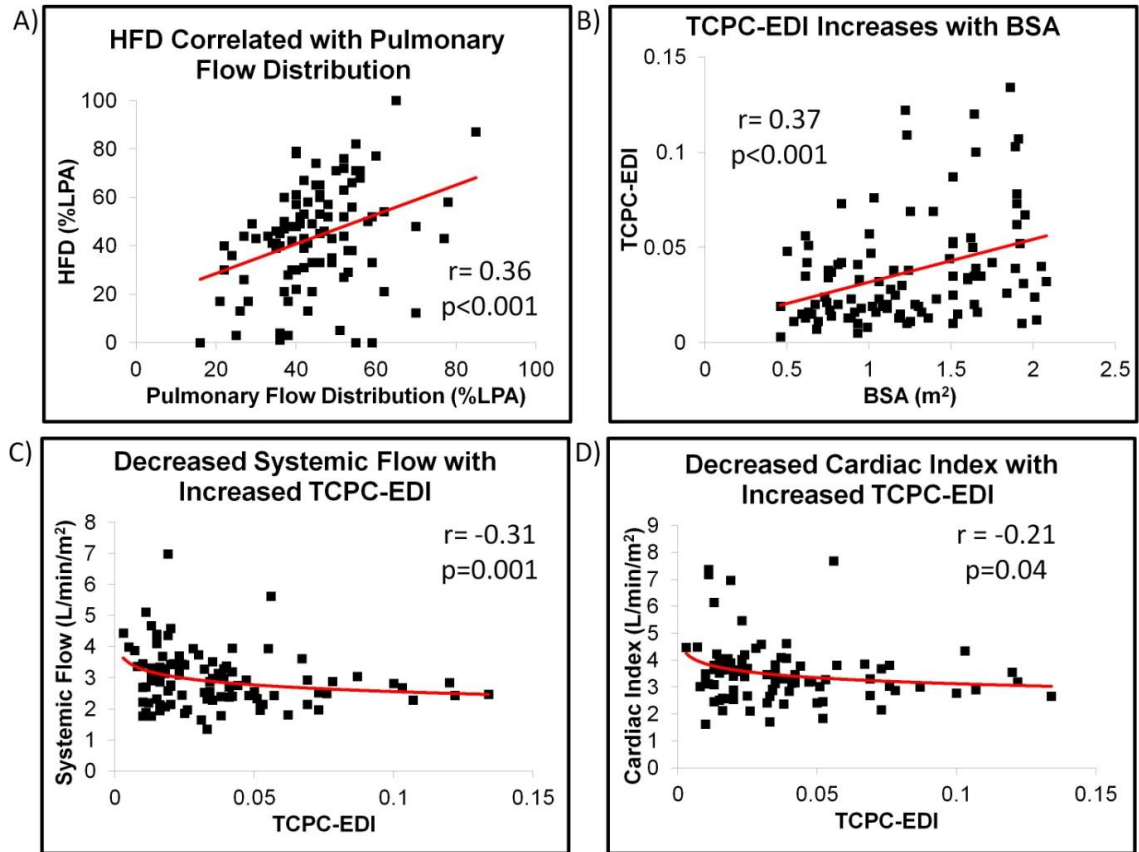 A)
HFD Correlated with Pulmonary
Flow Distribution
HFD (%LPA)
100
80
60
40
20
0
r= 0.36
p<0.001
0 20 40 60 80 100
Pulmonary Flow Distribution (%LPA)
B)
TCPC-EDI Increases with BSA
TCPC-EDI
0.15
0.1
0.05
0
r= 0.37
p<0.001
0 0.5 1 1.5 2 2.5
BSA (m²)
C)
Decreased Systemic Flow with
Increased TCPC-EDI
Systemic Flow (L/min/m²)
8
7
6
5
4
3
2
1
0
r= -0.31
p=0.001
0 0.05 0.1 0.15
TCPC-EDI
D)
Decreased Cardiac Index with
Increased TCPC-EDI
Cardiac Index (L/min/m²)
9
8
7
6
5
4
3
2
1
0
r = -0.21
p=0.04
0 0.05 0.1 0.15
TCPC-EDI